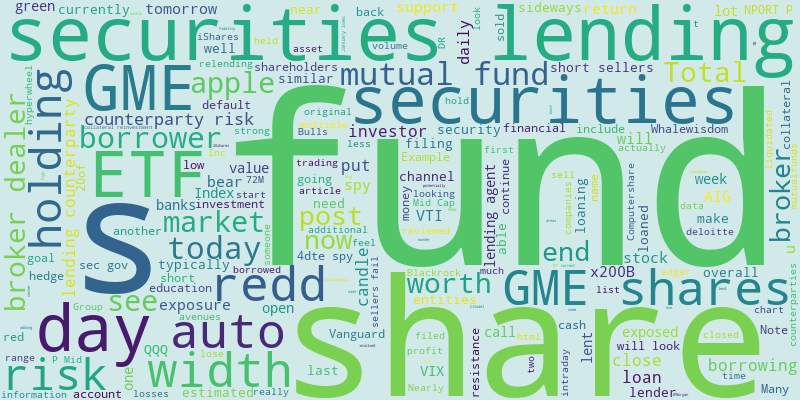 green currently near support sideways return
iShares well back tomorrow daily look sold lot NPORT P
securities lending
held asset volume DR
shareholders relending
hyperwheel
GME apple mutual fund short sellers Total
similar
counterparty risk default original hold securities
borrower strong Bulls multiple investor security financial include Whalewisdom
collateral reinvestment
broker dealer
holding
lending counterparty
ETF fund
low inc trading less filing Example first will actually
value put channel sell
Index bear 72M going article spy looking Mid Cap
20of banks investment start need money VTI
S market another post additional reviewed
lending agent able continue
companies loaning name loaned Computershare
stock data week AIG make deloitte
broker collateral liquidated mutualfunds
u
goal today now 4dte spy feel end
hedge sec gov typically borrowed someone
candle sellers fail
Blackrock much x200B overall edgar
redd worth GME shares
see short education exposure open
entities list
counterparties
Group avenues
day auto share
Vanguard filed call html cash lent exposed closed chart
red QQQ profit resistance two intraday will look Note
range P Mid one lose last VIX close borrowing
risk width Nearly loan time Many
information account losses estimated really lender